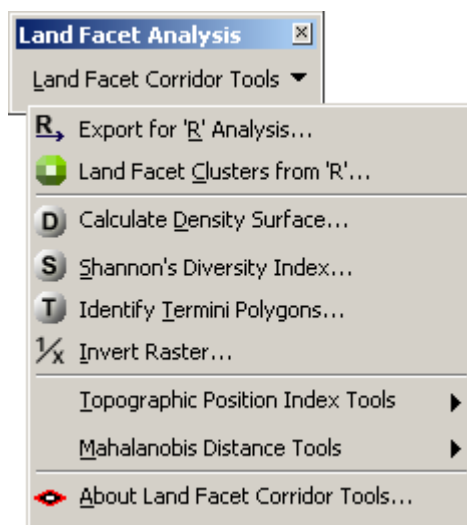 Land Facet Analysis
Land Facet Corridor Tools
R Export for 'R' Analysis...
Land Facet Clusters from 'R'...
D Calculate Density Surface...
S Shannon's Diversity Index...
T Identify Termini Polygons...
1/x Invert Raster...
Topographic Position Index Tools
Mahalanobis Distance Tools
About Land Facet Corridor Tools...